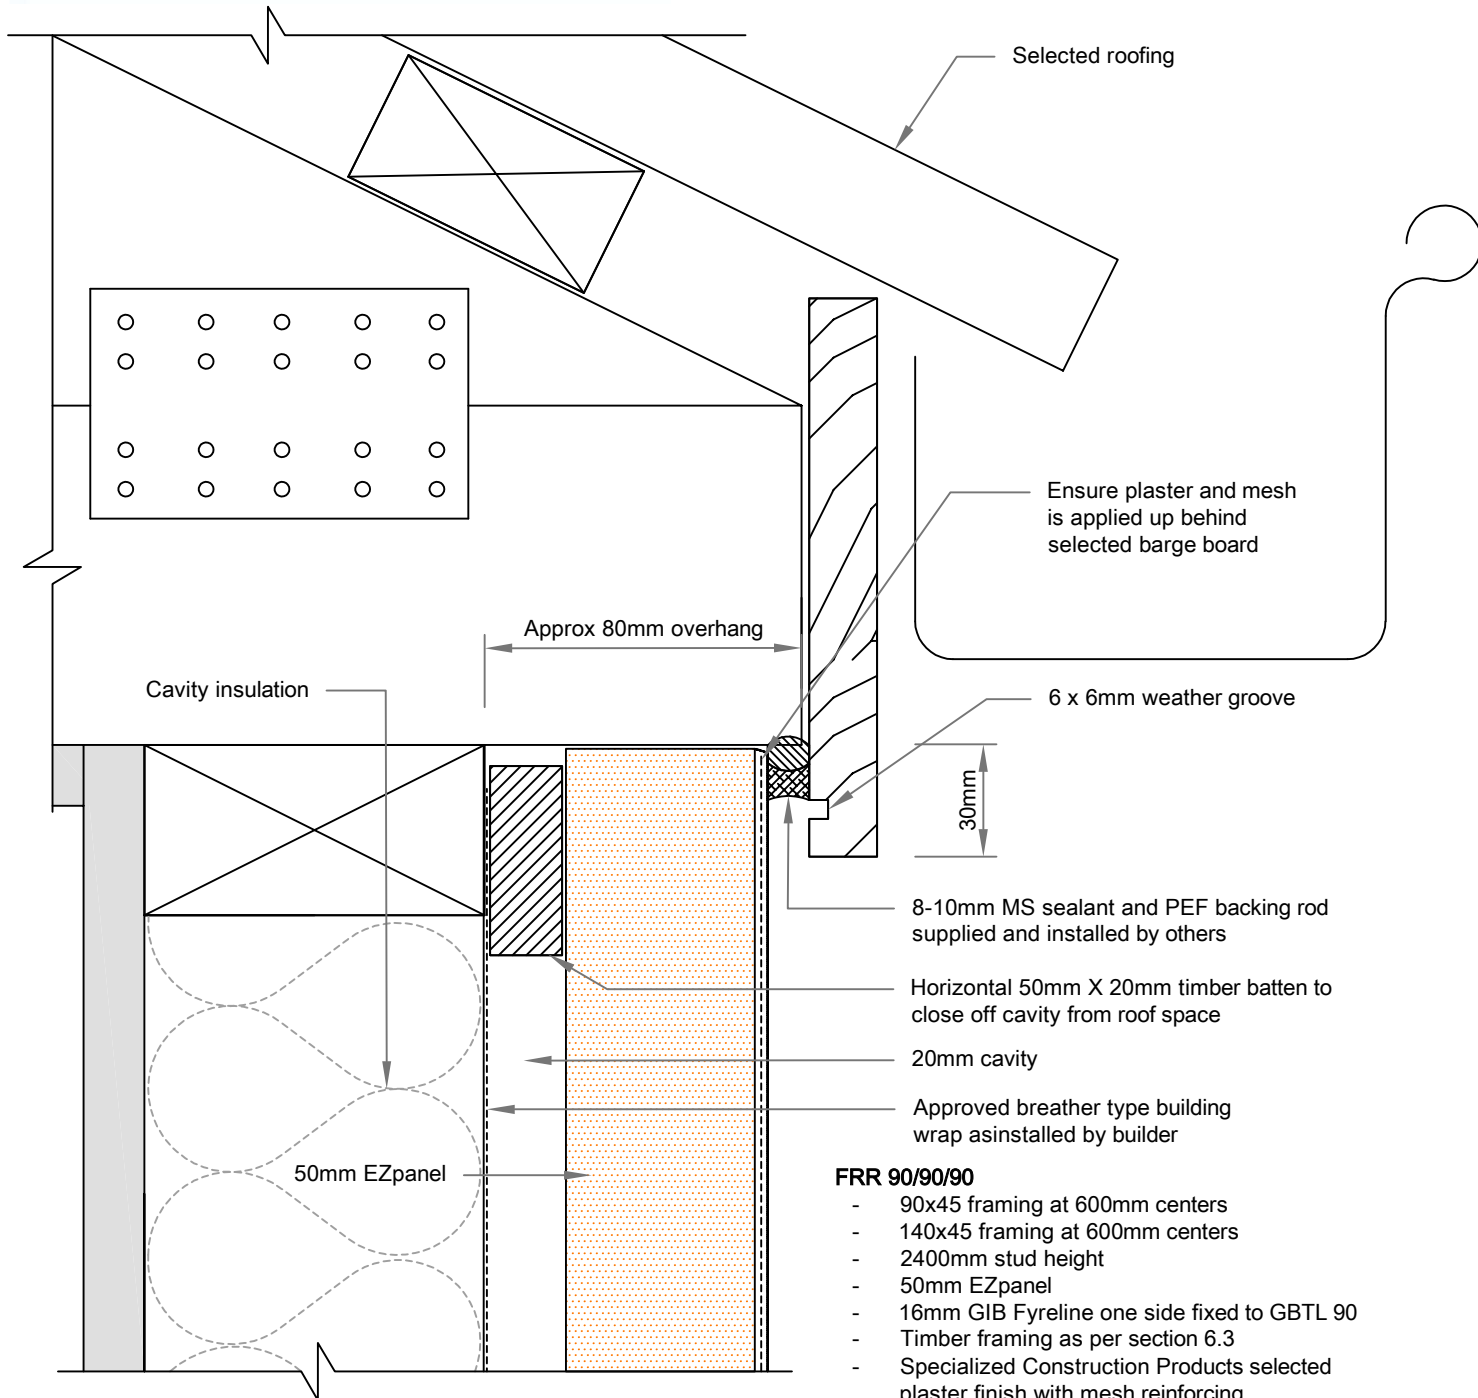 Selected roofing
Ensure plaster and mesh
is applied up behind
selected barge board
Approx 80mm overhang
Cavity insulation
6 x 6mm weather groove
30mm
8-10mm MS sealant and PEF backing rod
supplied and installed by others
Horizontal 50mm X 20mm timber batten to
close off cavity from roof space
20mm cavity
Approved breather type building
wrap asinstalled by builder
50mm EZpanel
FRR 90/90/90
- 90x45 framing at 600mm centers
- 140x45 framing at 600mm centers
- 2400mm stud height
- 50mm EZpanel
- 16mm GIB Fyreline one side fixed to GBTL 90
- Timber framing as per section 6.3
- Specialized Construction Products selected
plaster finish with mesh reinforcing